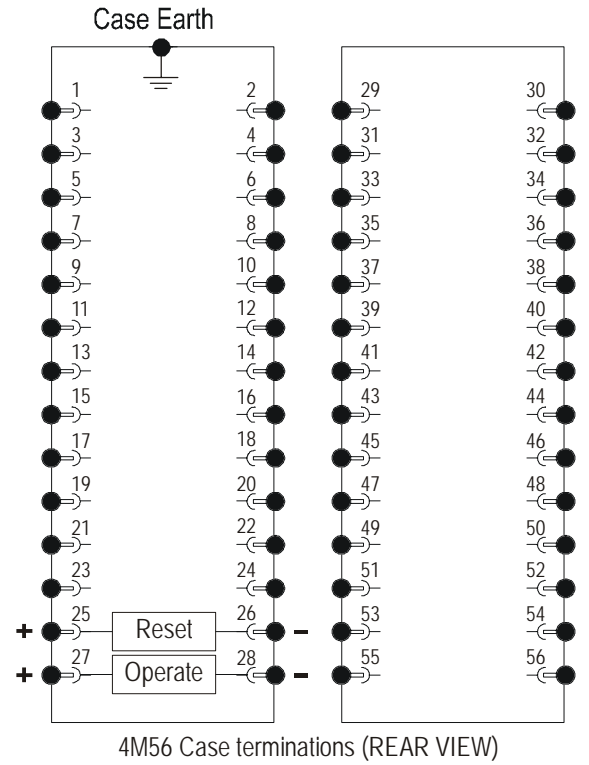 Case Earth
1 2 29 30
3 4 31 32
5 6 33 34
7 8 35 36
9 10 37 38
11 12 39 40
13 14 41 42
15 16 43 44
17 18 45 46
19 20 47 48
21 22 49 50
23 24 51 52
+ 25 Reset 26 – 53 54
+ 27 Operate 28 – 55 56
4M56 Case terminations (REAR VIEW)